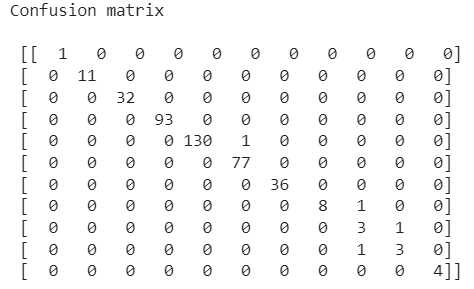 Confusion matrix
[[ 1 0 0 0 0 0 0 0 0 0 0]
[ 0 11 0 0 0 0 0 0 0 0 0]
[ 0 0 32 0 0 0 0 0 0 0 0]
[ 0 0 0 93 0 0 0 0 0 0 0]
[ 0 0 0 0 130 1 0 0 0 0 0]
[ 0 0 0 0 0 77 0 0 0 0 0]
[ 0 0 0 0 0 0 36 0 0 0 0]
[ 0 0 0 0 0 0 0 8 1 0 0]
[ 0 0 0 0 0 0 0 0 3 1 0]
[ 0 0 0 0 0 0 0 0 1 3 0]
[ 0 0 0 0 0 0 0 0 0 0 4]]